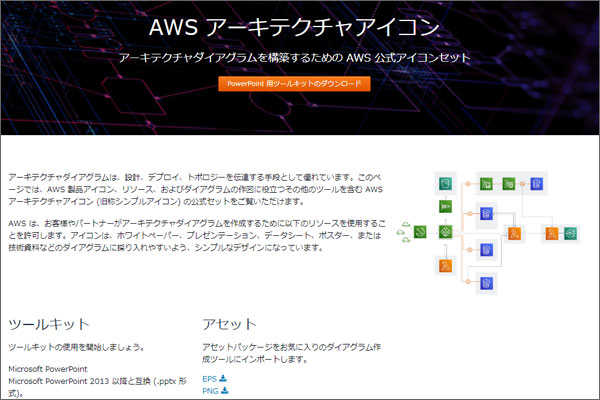 AWS アーキテクチャアイコン
アーキテクチャダイアグラムを構築するための AWS 公式アイコンセット
PowerPoint 用ツールキットのダウンロード
アーキテクチャダイアグラムは、設計、デプロイ、トポロジーを伝達する手段として優れています。このペ
ージでは、AWS 製品アイコン、リソース、およびダイアグラムの作図に役立つその他のツールを含む AWS
アーキテクチャアイコン (旧称シンプルアイコン) の公式セットをご覧いただけます。
AWS は、お客様やパートナーがアーキテクチャダイアグラムを作成するために以下のリソースを使用するこ
とを許可します。アイコンは、ホワイトペーパー、プレゼンテーション、データシート、ポスター、または
技術資料などのダイアグラムに採り入れやすいよう、シンプルなデザインになっています。
ツールキット
ツールキットの使用を開始しましょう。
Microsoft PowerPoint
Microsoft PowerPoint 2013 以降と互換 (.pptx 形
式)。
アセット
アセットパッケージをお気に入りのダイアグラム作
成ツールにインポートします。
EPS
PNG